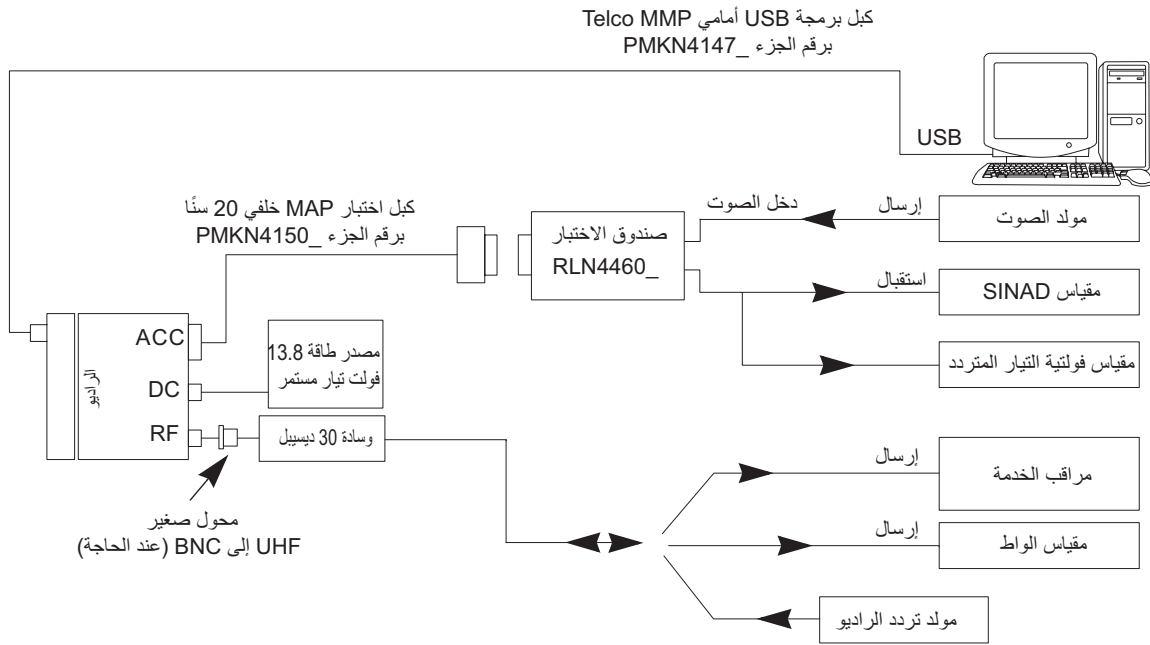 كبل برمجة USB أمامي Telco MMP
برقم الجزء PMKN4147_
USB
كبل اختبار MAP خلفي 20 سنًا
برقم الجزء PMKN4150_
صندوق الاختبار
RLN4460_
دخل الصوت
إرسال
مولد الصوت
استقبال
مقياس SINAD
مقياس فولتية التيار المتردد
الراديو
ACC
DC
RF
مصدر طاقة 13.8
فولت تيار مستمر
وسادة 30 ديسيبل
محول صغير
UHF إلى BNC (عند الحاجة)
إرسال
مراقب الخدمة
إرسال
مقياس الواط
مولد تردد الراديو